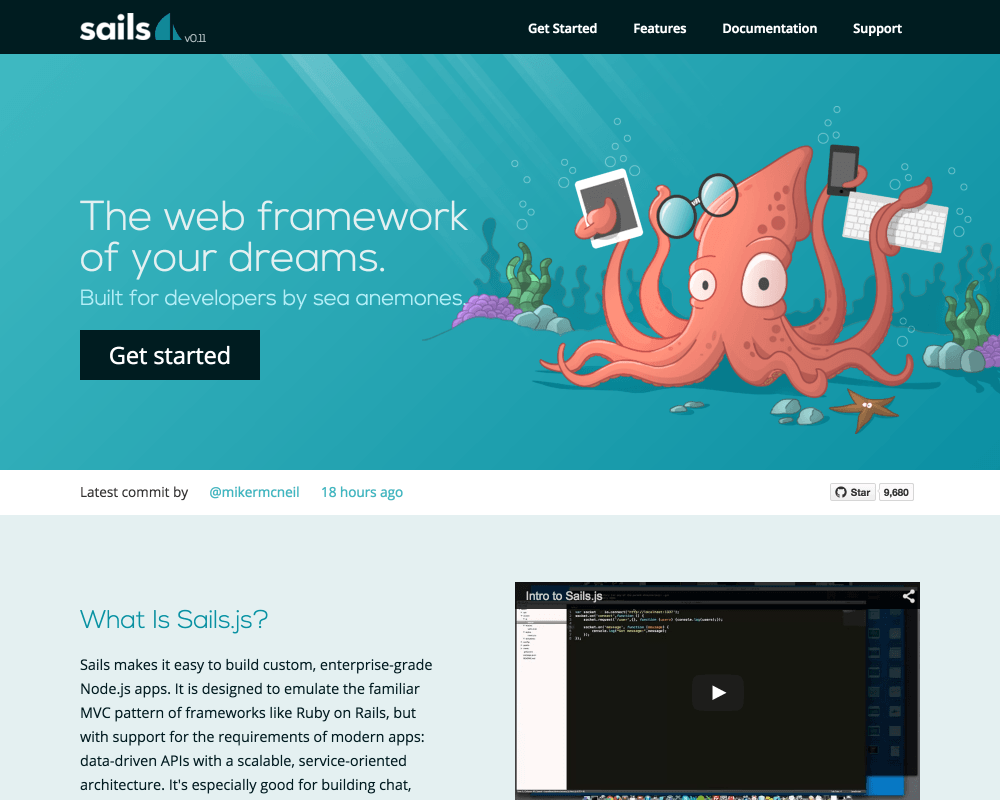 sails v0.11
Get Started Features Documentation Support
The web framework
of your dreams.
Built for developers by sea anemones.
Get started
Latest commit by @mikermcneil 18 hours ago
Star 9,680
What Is Sails.js?
Intro to Sails.js
Sails makes it easy to build custom, enterprise-grade
Node.js apps. It is designed to emulate the familiar
MVC pattern of frameworks like Ruby on Rails, but
with support for the requirements of modern apps:
data-driven APIs with a scalable, service-oriented
architecture. It's especially good for building chat,